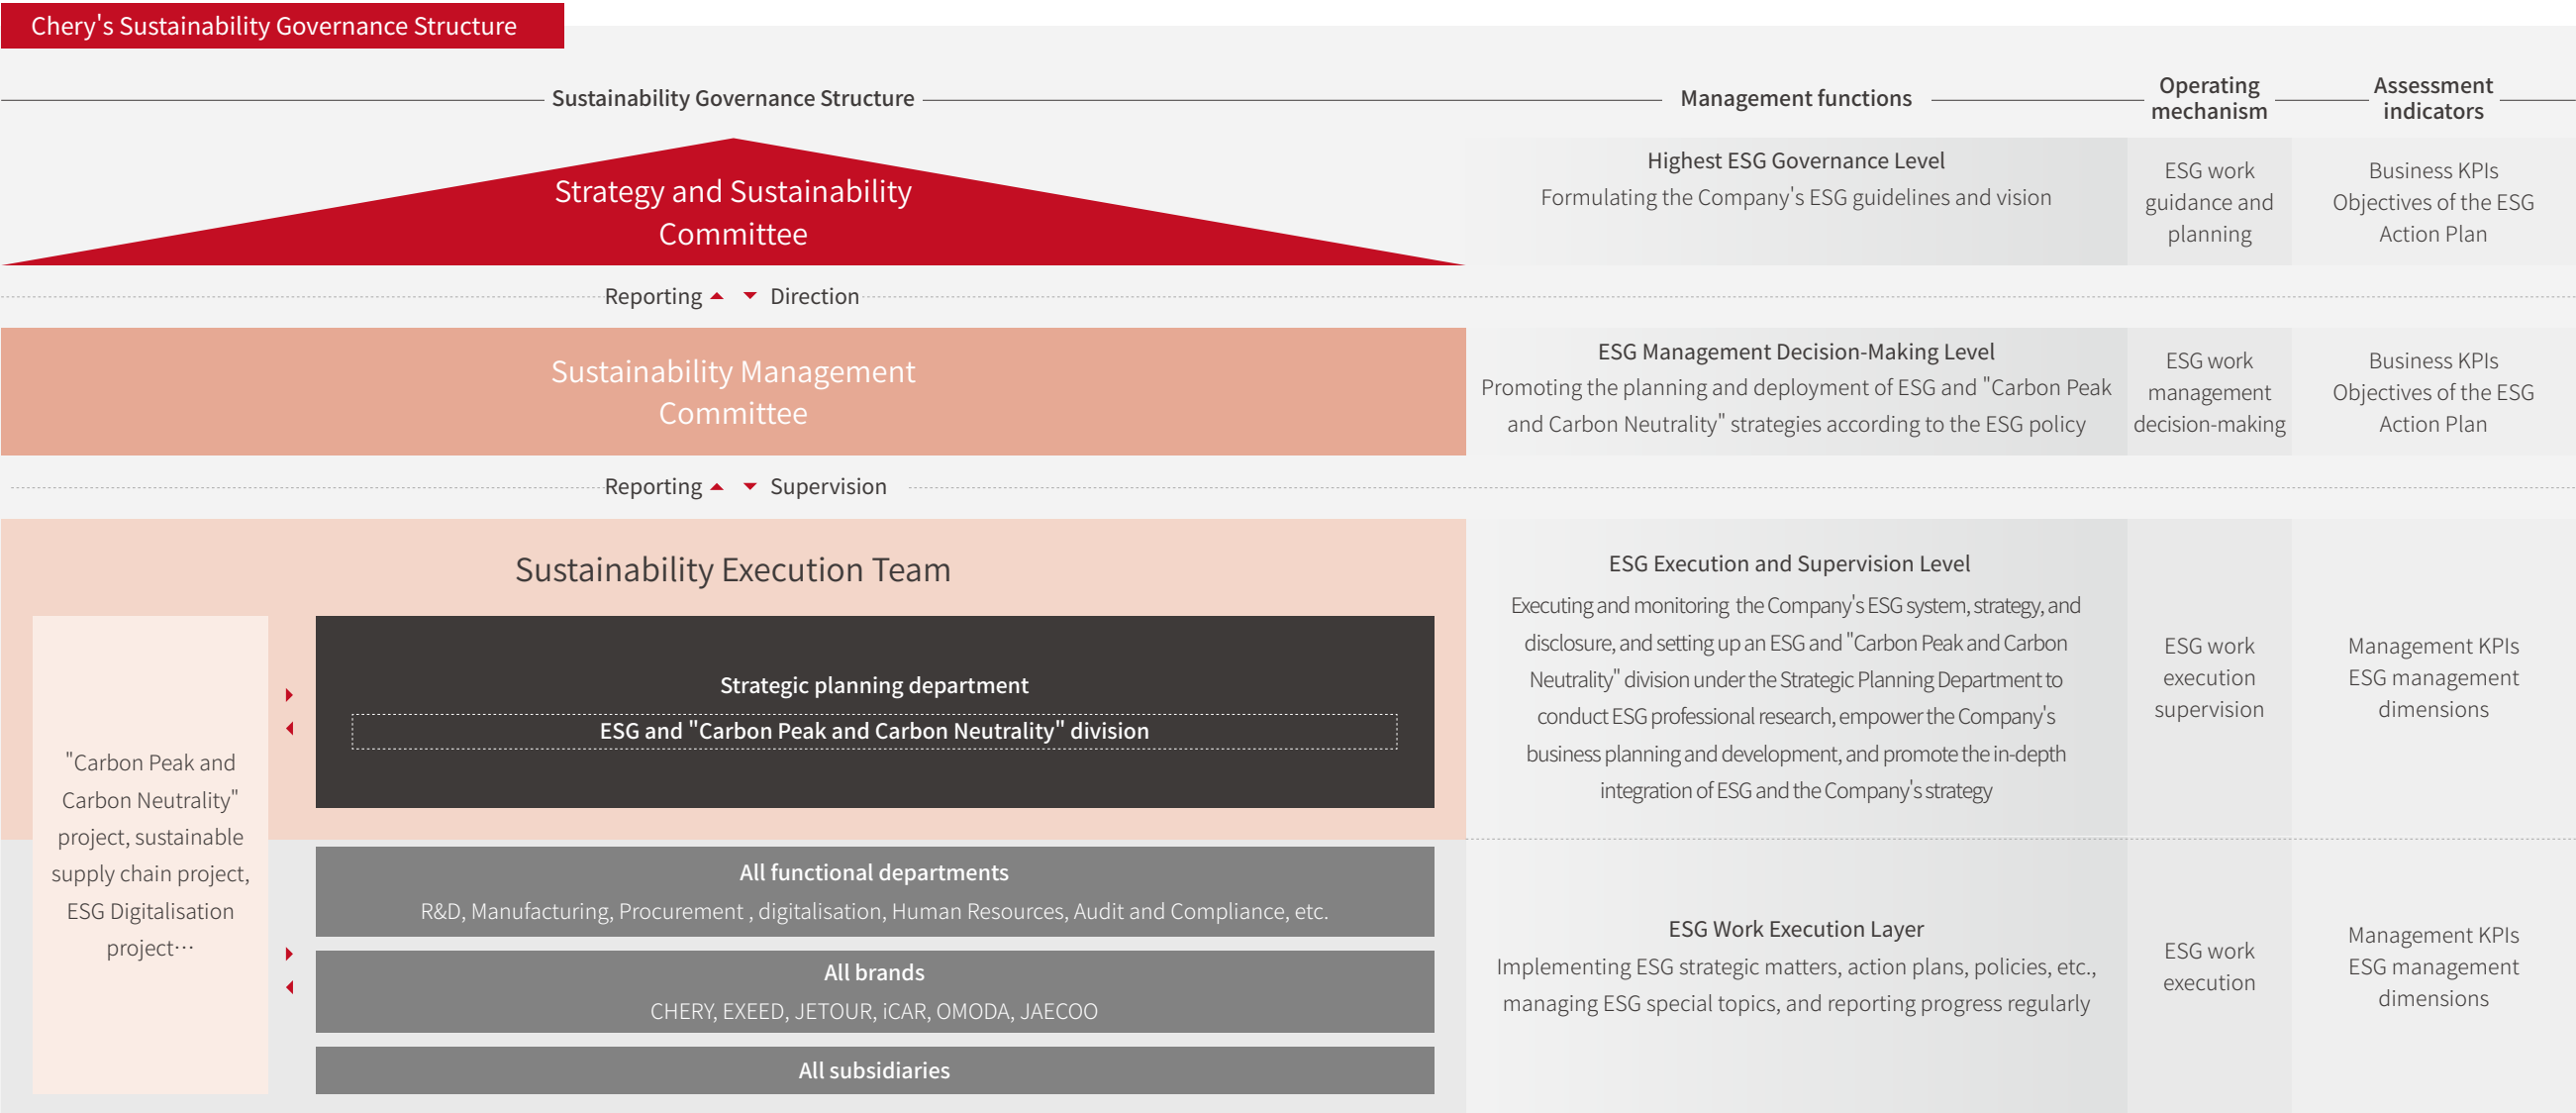 Chery's Sustainability Governance Structure
Sustainability Governance Structure
Management functions
Operating
mechanism
Assessment
indicators
Strategy and Sustainability
Committee
Highest ESG Governance Level
Formulating the Company's ESG guidelines and vision
ESG work
guidance and
planning
Business KPIs
Objectives of the ESG
Action Plan
Reporting
Direction
Sustainability Management
Committee
ESG Management Decision-Making Level
Promoting the planning and deployment of ESG and "Carbon Peak
and Carbon Neutrality" strategies according to the ESG policy
ESG work
management
decision-making
Business KPIs
Objectives of the ESG
Action Plan
Reporting
Supervision
Sustainability Execution Team
"Carbon Peak and
Carbon Neutrality"
project, sustainable
supply chain project,
ESG Digitalisation
project···
Strategic planning department
ESG and "Carbon Peak and Carbon Neutrality" division
ESG Execution and Supervision Level
Executing and monitoring the Company's ESG system, strategy, and
disclosure, and setting up an ESG and "Carbon Peak and Carbon
Neutrality" division under the Strategic Planning Department to
conduct ESG professional research, empower the Company's
business planning and development, and promote the in-depth
integration of ESG and the Company's strategy
ESG work
execution
supervision
Management KPIs
ESG management
dimensions
All functional departments
R&D, Manufacturing, Procurement , digitalisation, Human Resources, Audit and Compliance, etc.
All brands
CHERY, EXEED, JETOUR, iCAR, OMODA, JAECOO
All subsidiaries
ESG Work Execution Layer
Implementing ESG strategic matters, action plans, policies, etc.,
managing ESG special topics, and reporting progress regularly
ESG work
execution
Management KPIs
ESG management
dimensions